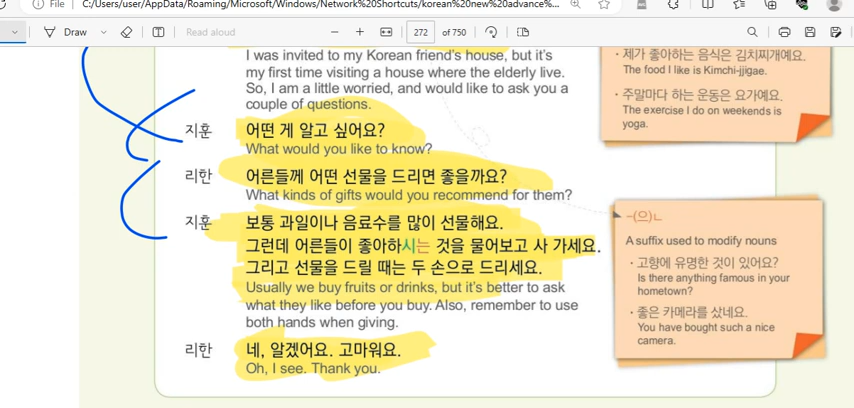 File
C:/Users/user/AppData/Roaming/Microsoft/Windows/Network%20Shortcuts/korean%20new%20advance%...
Draw
Read aloud
272 of 750
I was invited to my Korean friend's house, but it's
my first time visiting a house where the elderly live.
So, I am a little worried, and would like to ask you a
couple of questions.
지훈 어떤 게 알고 싶어요?
What would you like to know?
리한 어른들께 어떤 선물을 드리면 좋을까요?
What kinds of gifts would you recommend for them?
지훈 보통 과일이나 음료수를 많이 선물해요.
그런데 어른들이 좋아하시는 것을 물어보고 사 가세요.
그리고 선물을 드릴 때는 두 손으로 드리세요.
Usually we buy fruits or drinks, but it's better to ask
what they like before you buy. Also, remember to use
both hands when giving.
리한 네, 알겠어요. 고마워요.
Oh, I see. Thank you.
· 제가 좋아하는 음식은 김치찌개예요.
The food I like is Kimchi-jjigae.
· 주말마다 하는 운동은 요가예요.
The exercise I do on weekends is
yoga.
-(으)ㄴ
A suffix used to modify nouns
· 고향에 유명한 것이 있어요?
Is there anything famous in your
hometown?
· 좋은 카메라를 샀네요.
You have bought such a nice
camera.